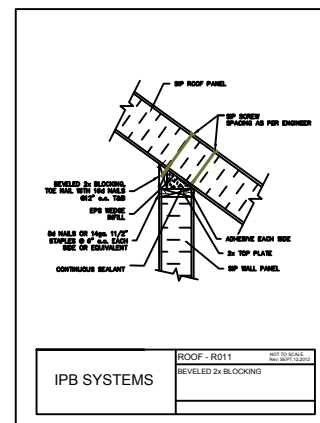 SIP ROOF PANEL
SIP SCREW
SPACING AS PER ENGINEER
BEVELED 2x BLOCKING,
TOE NAIL WITH 16d NAILS
@12" o.c. T&B
EPS WEDGE
INFILL
8d NAILS OR 14ga. 11/2"
STAPLES @ 6" o.c. EACH
SIDE OR EQUIVALENT
CONTINUOUS SEALANT
ADHESIVE EACH SIDE
2x TOP PLATE
SIP WALL PANEL
IPB SYSTEMS
ROOF - R011
NOT TO SCALE
Rev: SEPT.12,2012
BEVELED 2x BLOCKING